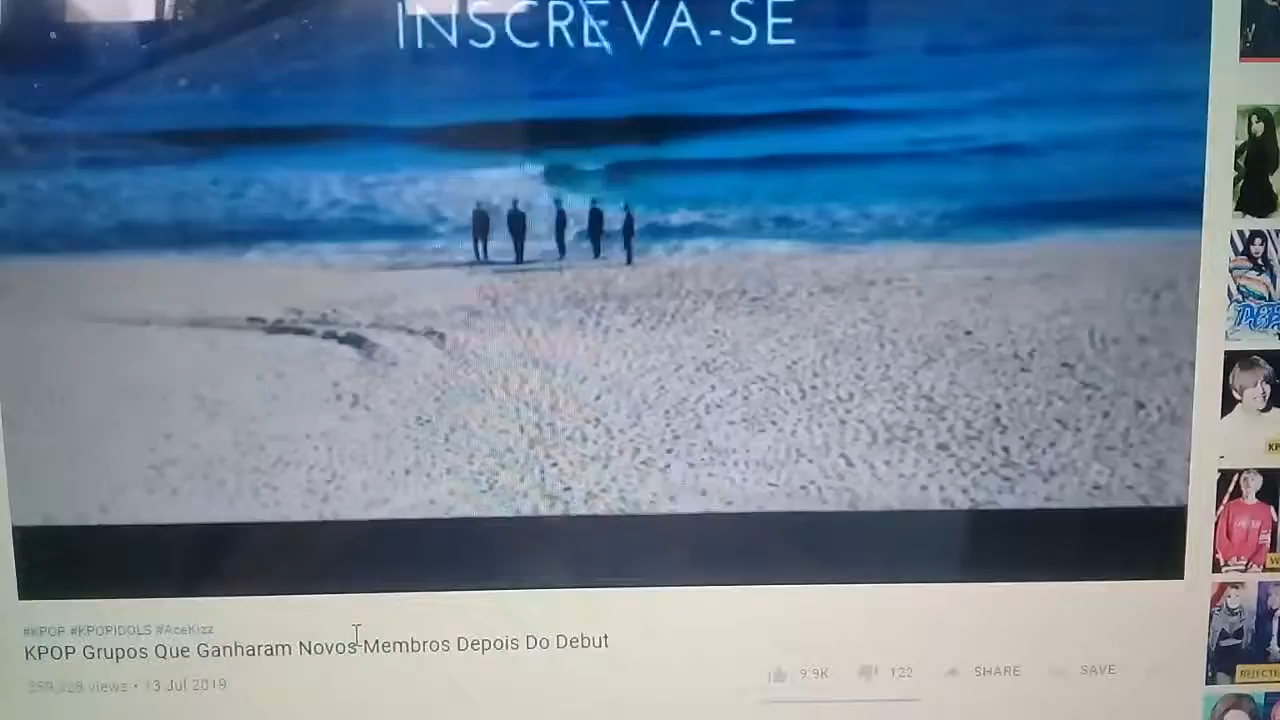 INSCREVA-SE
#KPOP #KPOPIDOLS #AceKizz
KPOP Grupos Que Ganharam Novos Membros Depois Do Debut
views • 13 Jul 2019
9.9K
122
SHARE
SAVE